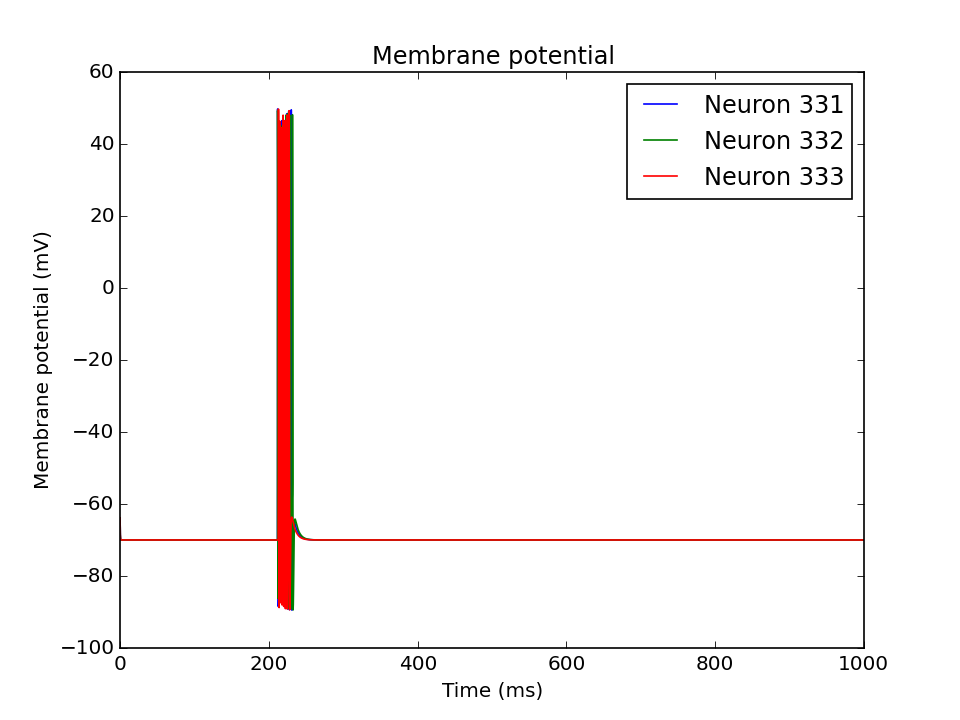 Membrane potential
60
40
20
0
−20
−40
−60
−80
−100
Membrane potential (mV)
Neuron 331
Neuron 332
Neuron 333
0 200 400 600 800 1000
Time (ms)